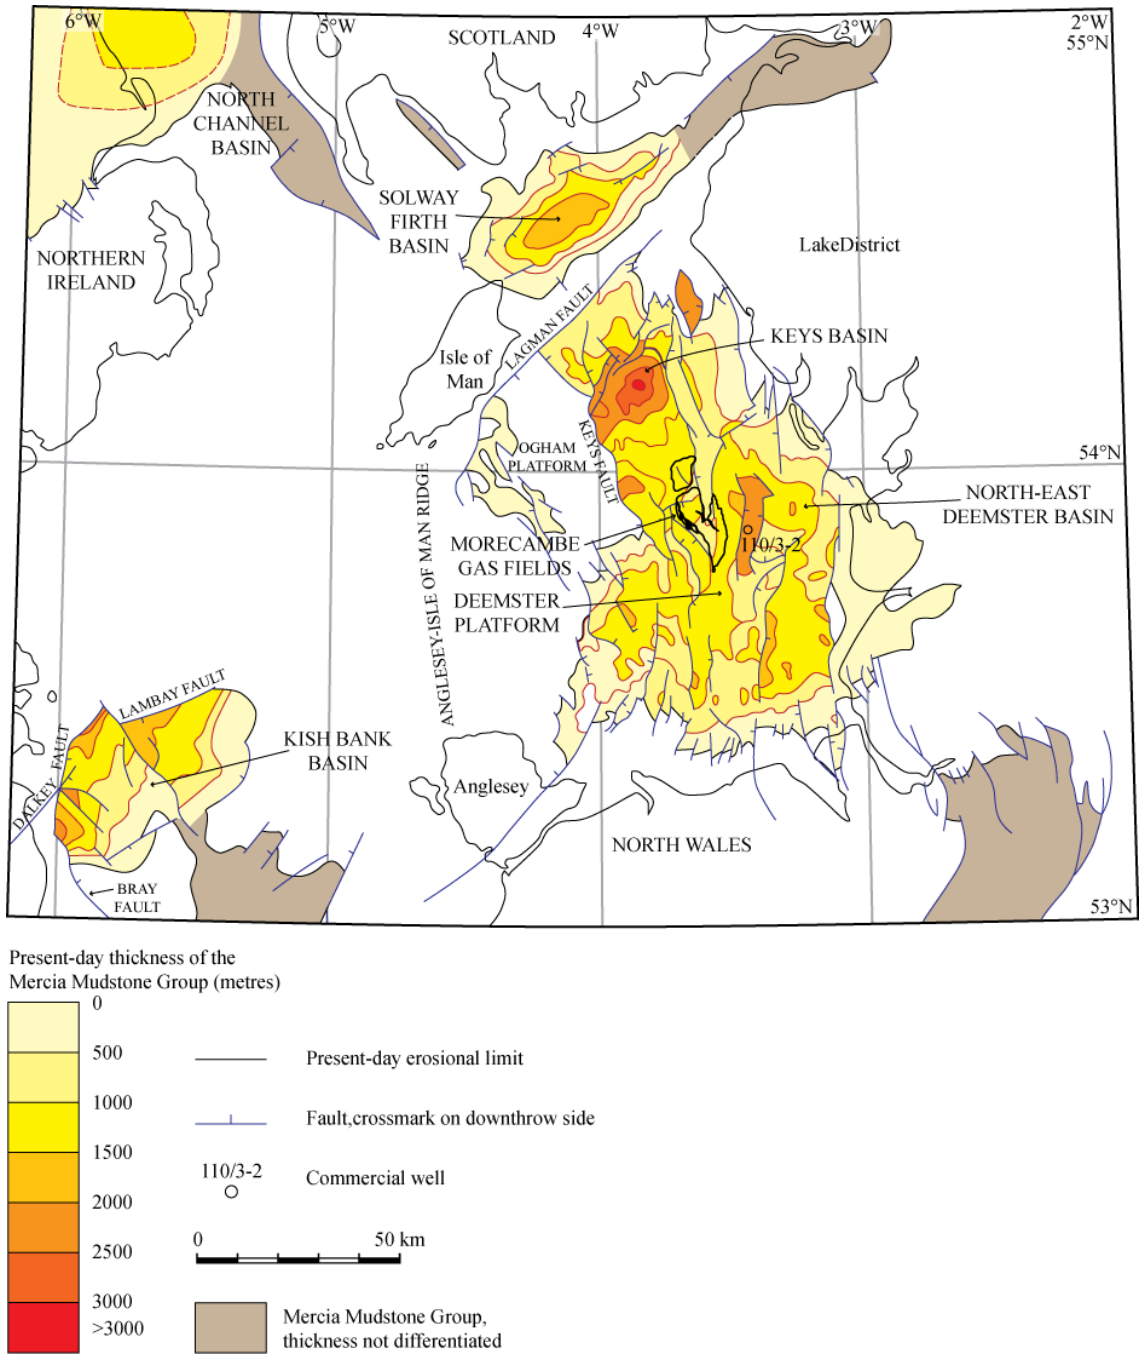 6°W
5°W
4°W
3°W
2°W
55°N
SCOTLAND
NORTH
CHANNEL
BASIN
SOLWAY
FIRTH
BASIN
LakeDistrict
NORTHERN
IRELAND
LAGMAN FAULT
KEYS BASIN
Isle of
Man
KEYS FAULT
OGHAM
PLATFORM
54°N
ANGLESEY-ISLE OF MAN RIDGE
NORTH-EAST
DEEMSTER BASIN
MORECAMBE
GAS FIELDS
110/3-2
DEEMSTER
PLATFORM
LAMBAY FAULT
DALKEY FAULT
KISH BANK
BASIN
Anglesey
NORTH WALES
BRAY
FAULT
53°N
Present-day thickness of the
Mercia Mudstone Group (metres)
0
500
1000
1500
2000
2500
3000
>3000
Present-day erosional limit
Fault,crossmark on downthrow side
110/3-2
Commercial well
0 50 km
Mercia Mudstone Group,
thickness not differentiated